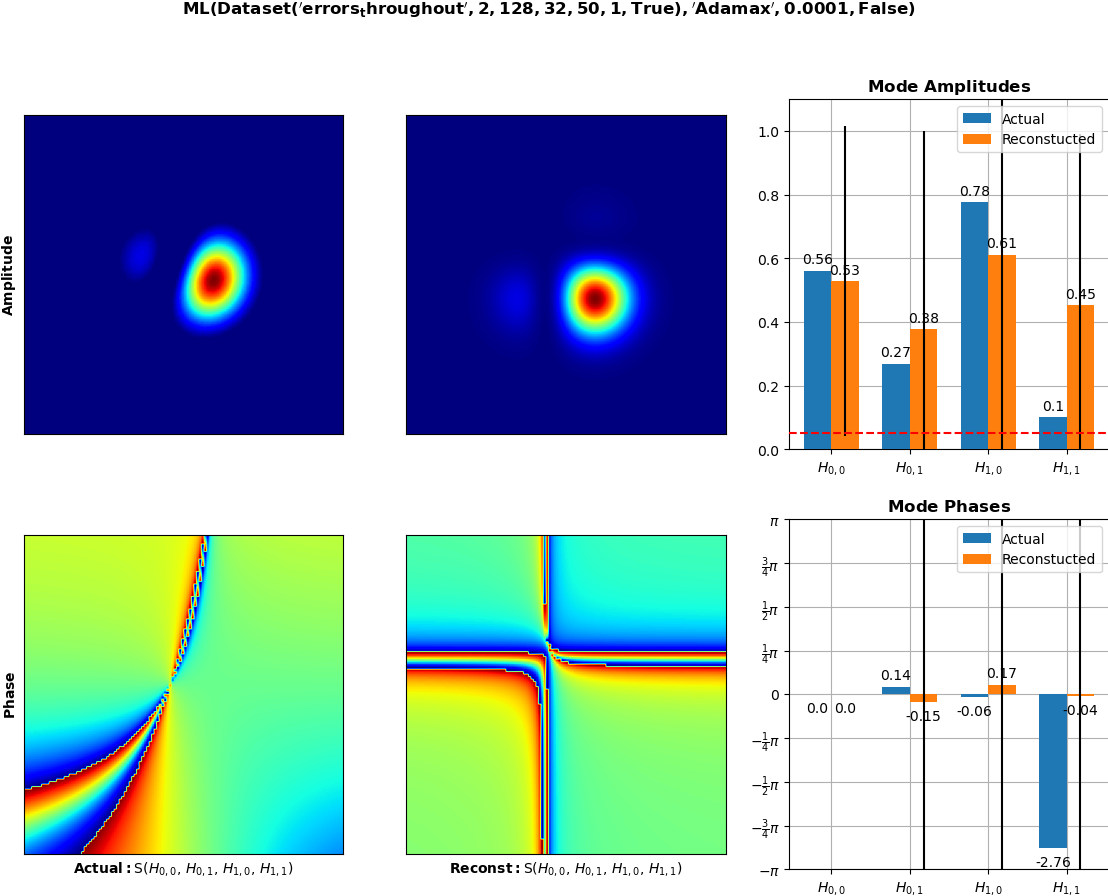 ML(Dataset('errors_throughout', 2, 128, 32, 50, 1, True), 'Adamax', 0.0001, False)
Amplitude
Mode Amplitudes
Actual
Reconstucted
1.0
0.8
0.6
0.4
0.2
0.0
0.56
0.53
0.27
0.38
0.78
0.61
0.1
0.45
H0,0
H0,1
H1,0
H1,1
Phase
Actual: S(H0,0, H0,1, H1,0, H1,1)
Reconst: S(H0,0, H0,1, H1,0, H1,1)
Mode Phases
Actual
Reconstucted
π
3/4π
1/2π
1/4π
0
−1/4π
−1/2π
−3/4π
−π
0.0
0.0
0.14
-0.15
-0.06
0.17
-2.76
-0.04
H0,0
H0,1
H1,0
H1,1